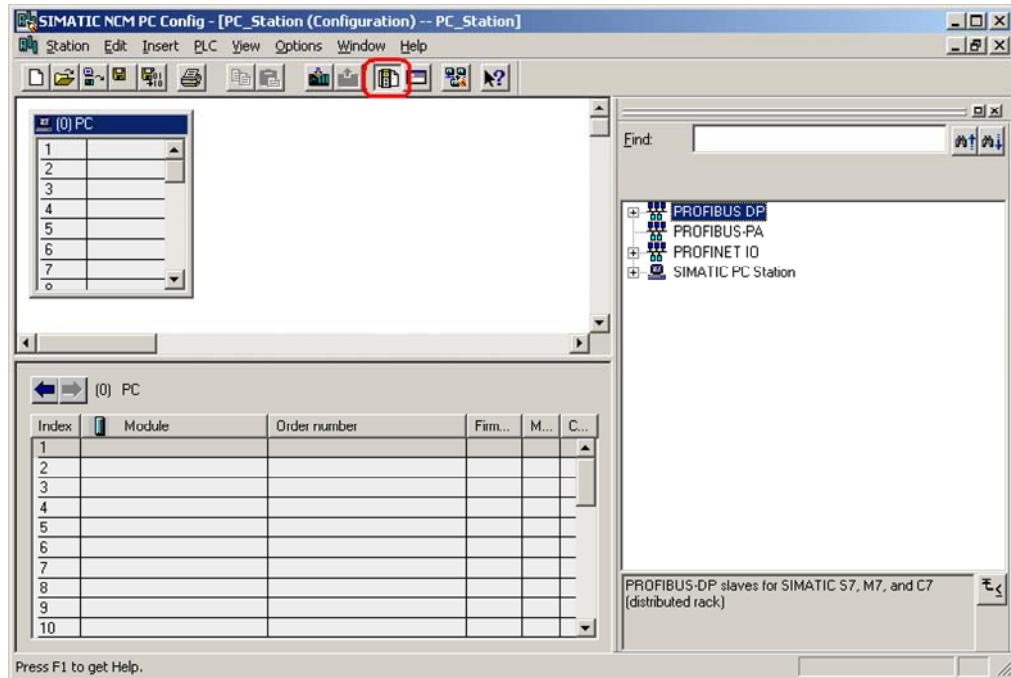 SIMATIC NCM PC Config - [PC_Station (Configuration) -- PC_Station]
Station Edit Insert PLC View Options Window Help
(0) PC
1
2
3
4
5
6
7
Find:
PROFIBUS DP
PROFIBUS-PA
PROFINET IO
SIMATIC PC Station
(0) PC
Index Module Order number Firm... M... C...
1
2
3
4
5
6
7
8
9
10
PROFIBUS-DP slaves for SIMATIC S7, M7, and C7
(distributed rack)
Press F1 to get Help.